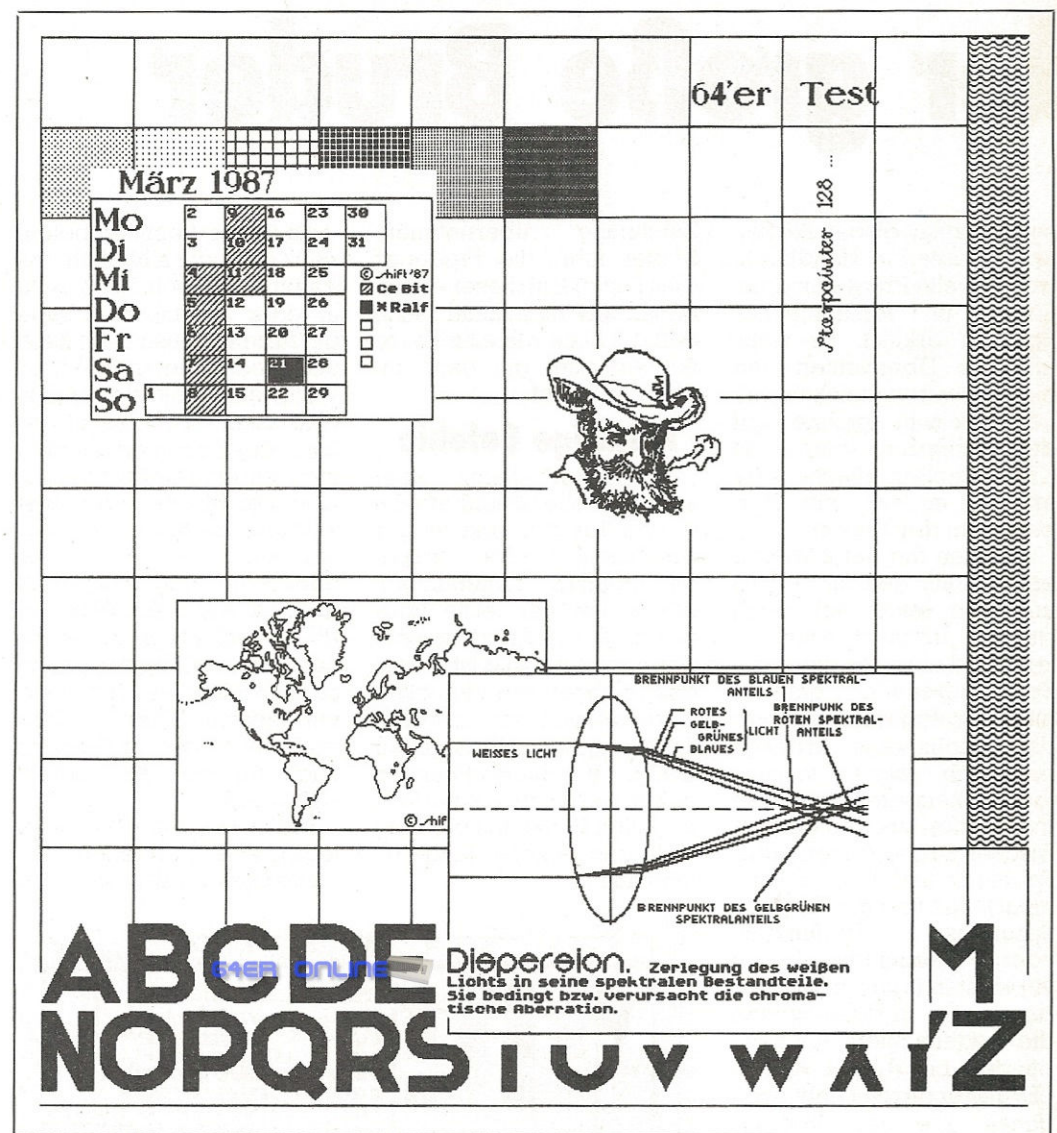 64'er Test
Starpainter 128 ...
März 1987
Mo 2 9 16 23 30
Di 3 10 17 24 31
Mi 4 11 18 25
Do 5 12 19 26
Fr 6 13 20 27
Sa 7 14 21 28
So 1 8 15 22 29
© shift '87
CeBit
* Ralf
© shif
BRENNPUNKT DES BLAUEN SPEKTRAL-
ANTEILS
ROTES
GELB-
GRÜNES
BLAUES
LICHT
BRENNPUNK DES
ROTEN SPEKTRAL-
ANTEILS
WEISSES LICHT
BRENNPUNKT DES GELBGRÜNEN
SPEKTRALANTEILS
Dispersion. Zerlegung des weißen
Lichts in seine spektralen Bestandteile.
Sie bedingt bzw. verursacht die chroma-
tische Aberration.
ABCDE M
64ER ONLINE
NOPQRS T U V W X Y Z